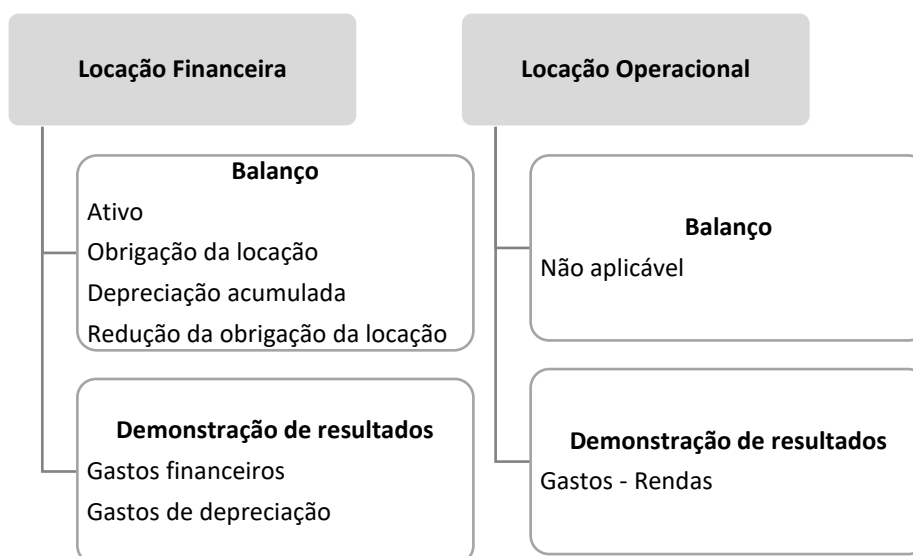 Locação Financeira
Balanço
Ativo
Obrigação da locação
Depreciação acumulada
Redução da obrigação da locação
Demonstração de resultados
Gastos financeiros
Gastos de depreciação
Locação Operacional
Balanço
Não aplicável
Demonstração de resultados
Gastos - Rendas